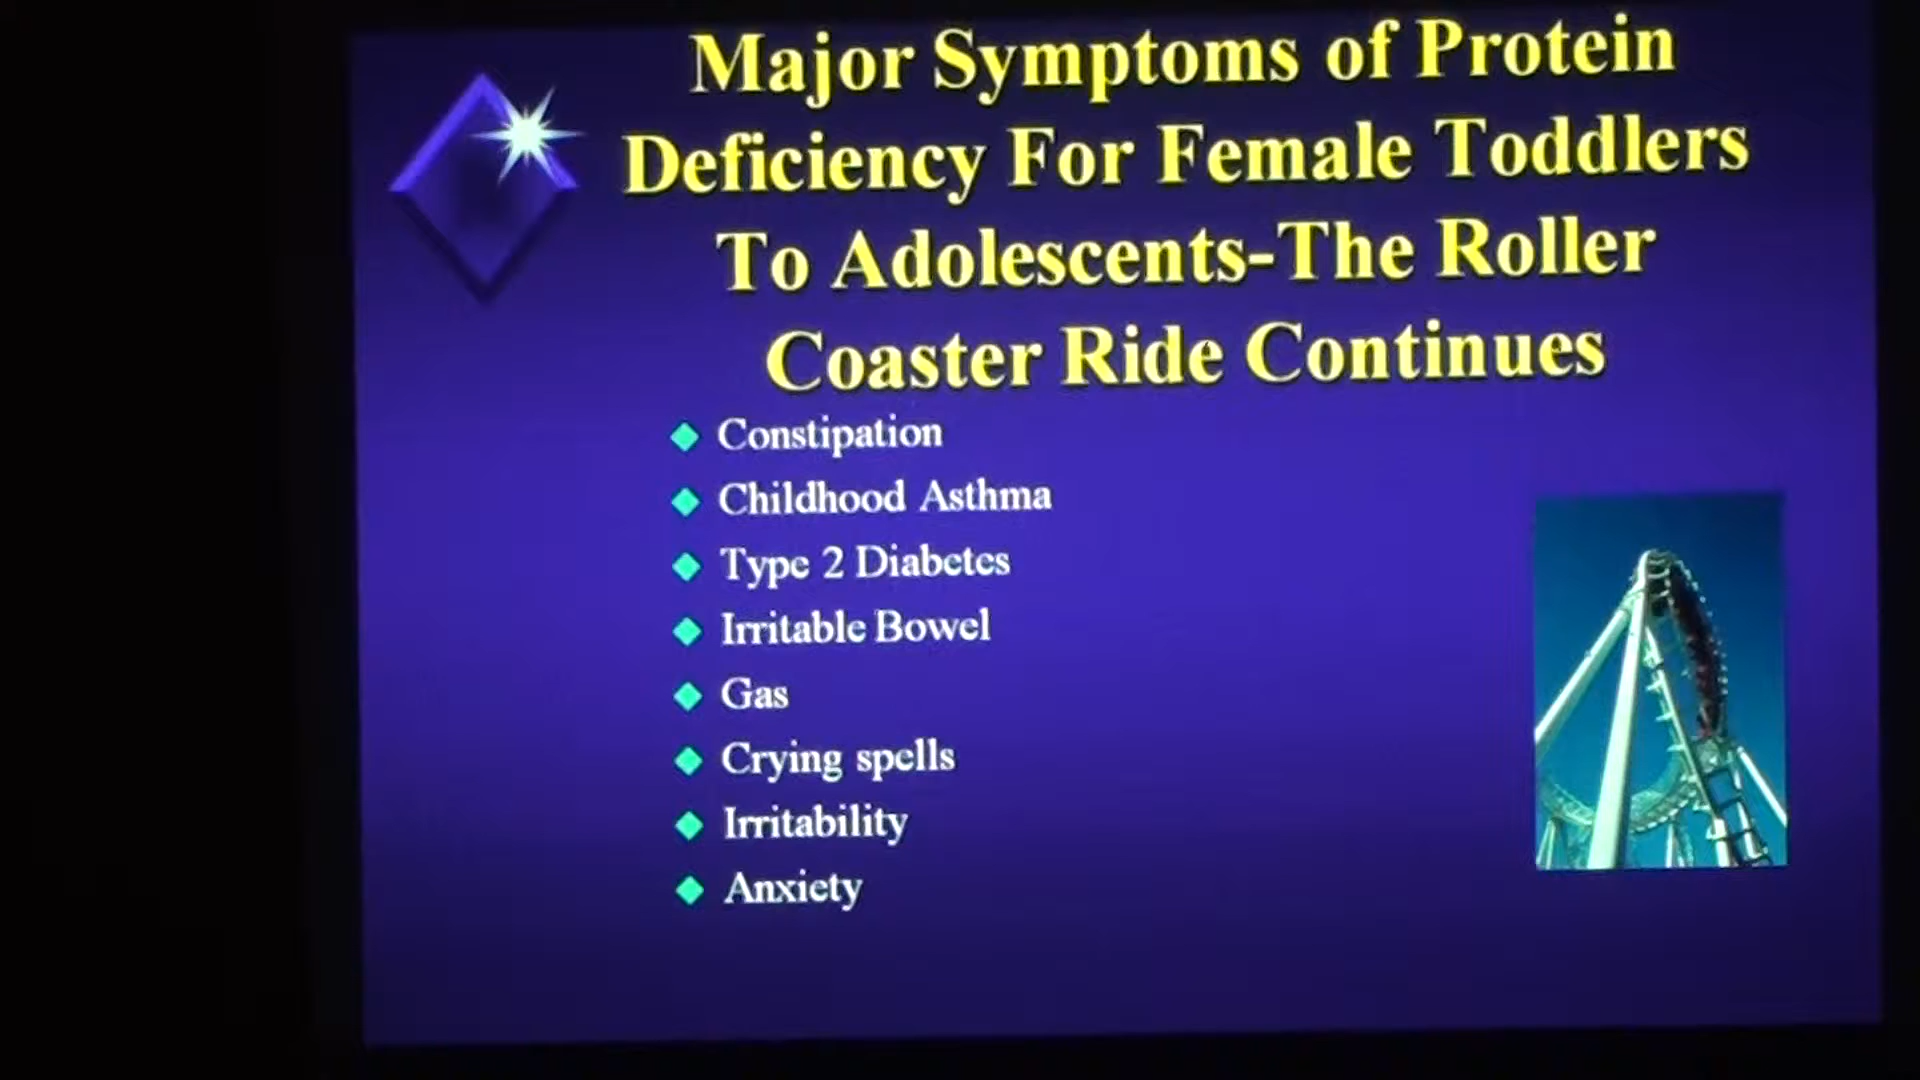 Major Symptoms of Protein
Deficiency For Female Toddlers
To Adolescents-The Roller
Coaster Ride Continues
Constipation
Childhood Asthma
Type 2 Diabetes
Irritable Bowel
Gas
Crying spells
Irritability
Anxiety